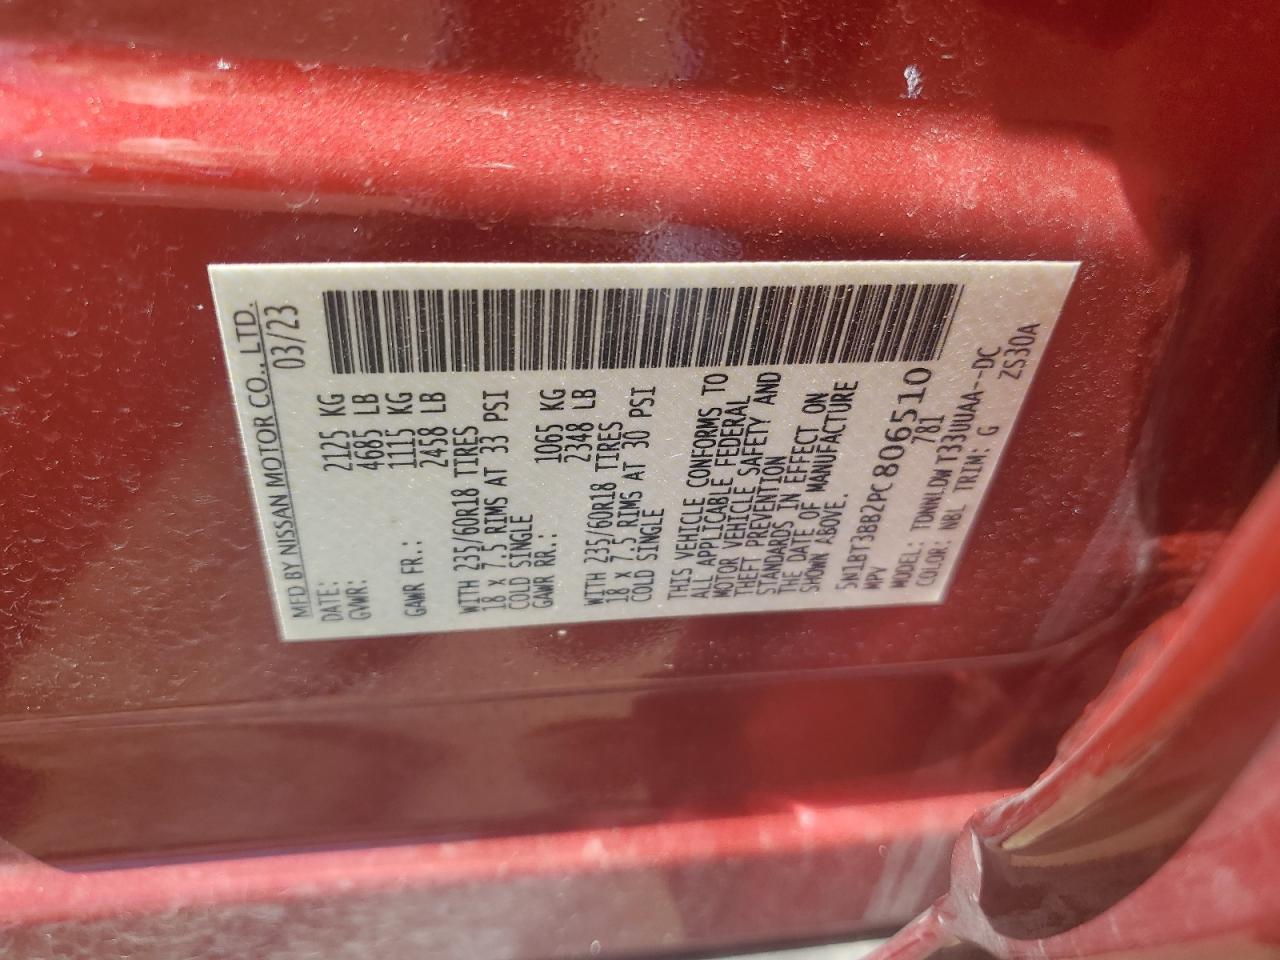 MFD BY NISSAN MOTOR CO., LTD.
DATE: 03/23
GVWR: 2125 KG
4685 LB
GAWR FR.: 1115 KG
2458 LB
WITH 235/60R18 TIRES
18 X 7.5 RIMS AT 33 PSI
COLD SINGLE
GAWR RR.: 1065 KG
2348 LB
WITH 235/60R18 TIRES
18 X 7.5 RIMS AT 30 PSI
COLD SINGLE
THIS VEHICLE CONFORMS TO
ALL APPLICABLE FEDERAL
MOTOR VEHICLE SAFETY AND
THEFT PREVENTION
STANDARDS IN EFFECT ON
THE DATE OF MANUFACTURE
SHOWN ABOVE.
5N1BT3BB2PC806510
MPV 781
MODEL: TDNNLDWT33UUAA--DC
COLOR: NBL TRIM: G ZS30A